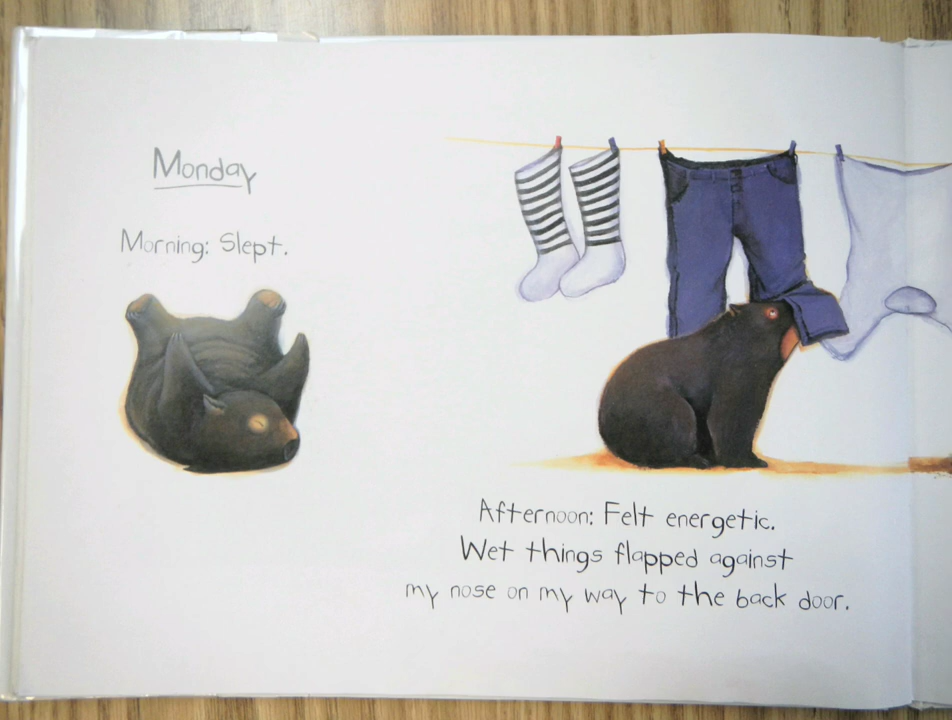 Monday
Morning: Slept.
Afternoon: Felt energetic.
Wet things flapped against
my nose on my way to the back door.